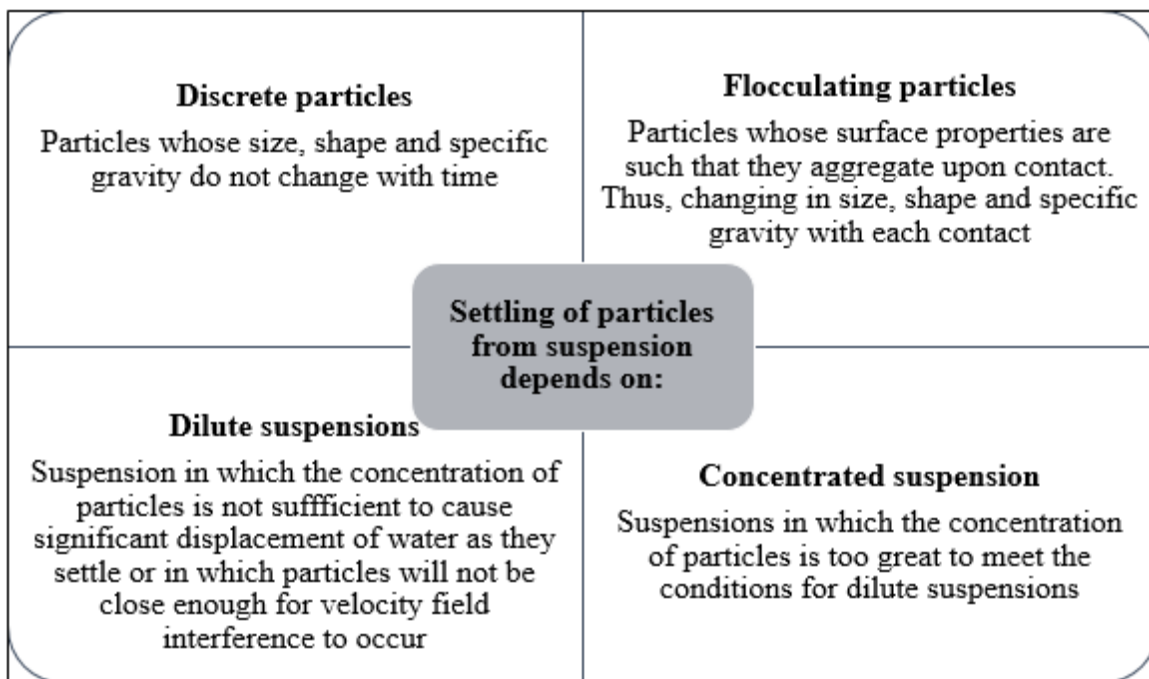 Discrete particles
Particles whose size, shape and specific
gravity do not change with time
Flocculating particles
Particles whose surface properties are
such that they aggregate upon contact.
Thus, changing in size, shape and specific
gravity with each contact
Settling of particles
from suspension
depends on:
Dilute suspensions
Suspension in which the concentration of
particles is not suffficient to cause
significant displacement of water as they
settle or in which particles will not be
close enough for velocity field
interference to occur
Concentrated suspension
Suspensions in which the concentration
of particles is too great to meet the
conditions for dilute suspensions